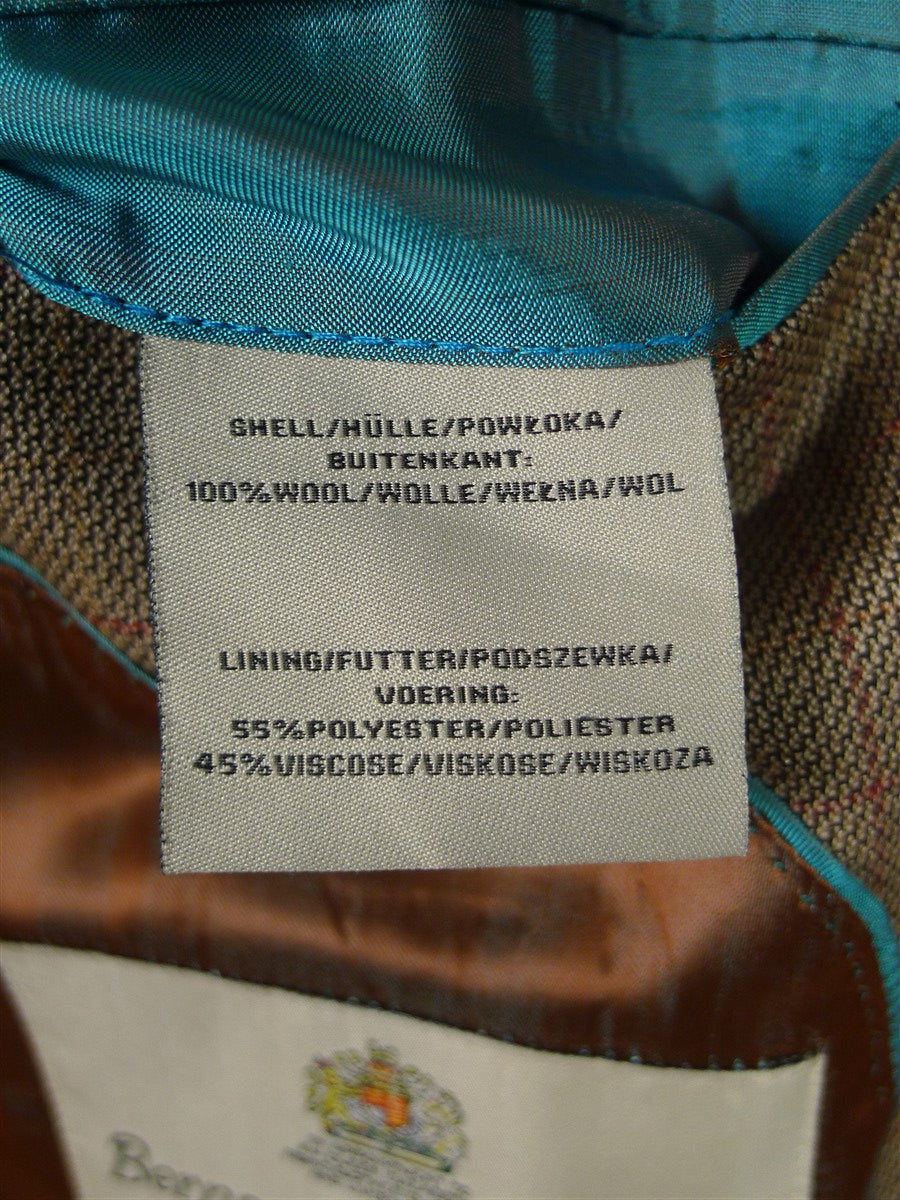 SHELL/HÜLLE/POWŁOKA/
BUITENKANT:
100%WOOL/WOLLE/WEŁNA/WOL
LINING/FUTTER/PODSZEWKA/
VOERING:
55%POLYESTER/POLIESTER
45%VISCOSE/VISKOSE/WISKOZA